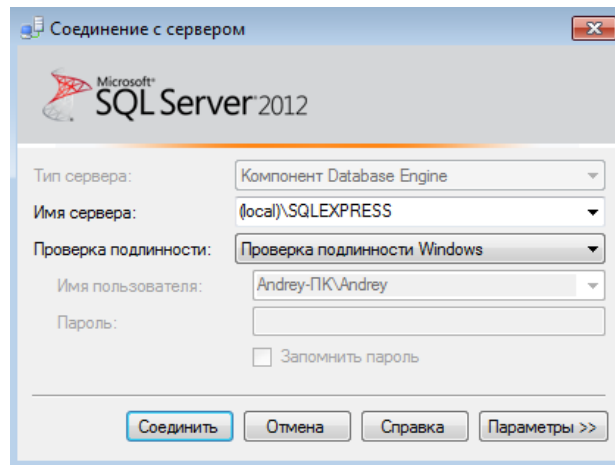 Соединение с сервером
Microsoft®
SQL Server® 2012
Тип сервера: Компонент Database Engine
Имя сервера: (local)\SQLEXPRESS
Проверка подлинности: Проверка подлинности Windows
Имя пользователя: Andrey-ПК\Andrey
Пароль:
Запомнить пароль
Соединить Отмена Справка Параметры >>